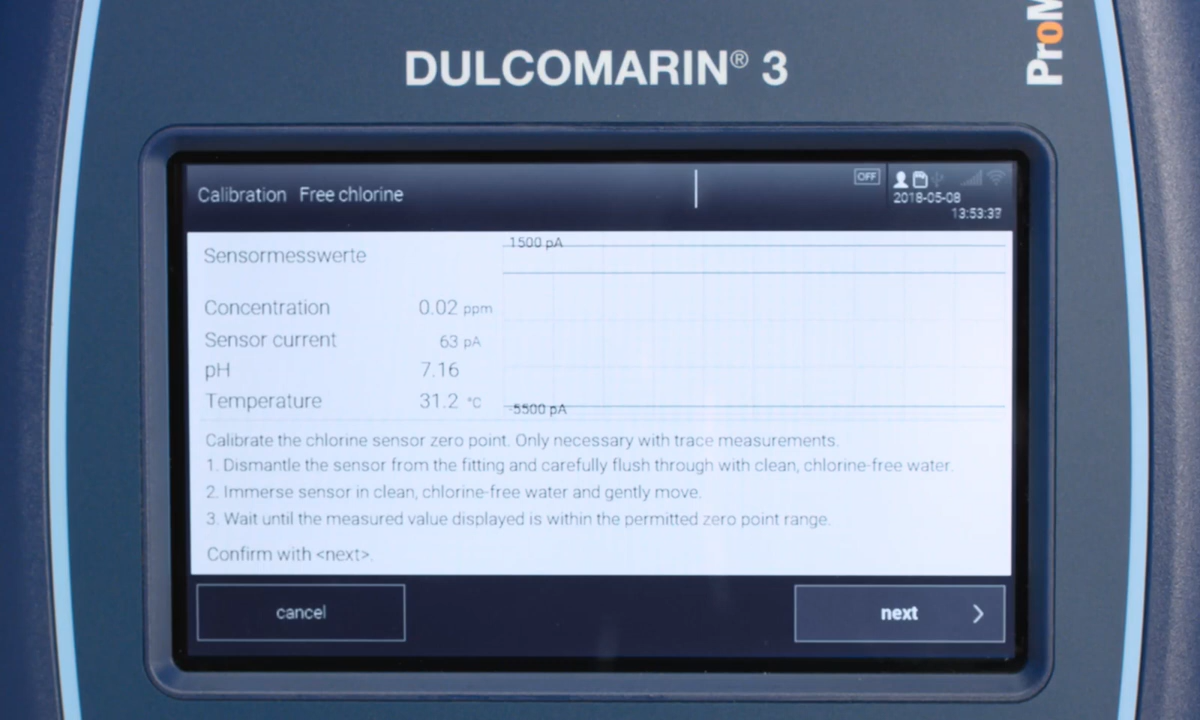 ProM
DULCOMARIN® 3
Calibration Free chlorine
OFF
2018-05-08
13:53:37
Sensormesswerte
1500 pA
Concentration 0.02 ppm
Sensor current 63 pA
pH 7.16
Temperature 31.2 °C
-5500 pA
Calibrate the chlorine sensor zero point. Only necessary with trace measurements.
1. Dismantle the sensor from the fitting and carefully flush through with clean, chlorine-free water.
2. Immerse sensor in clean, chlorine-free water and gently move.
3. Wait until the measured value displayed is within the permitted zero point range.
Confirm with <next>.
cancel
next